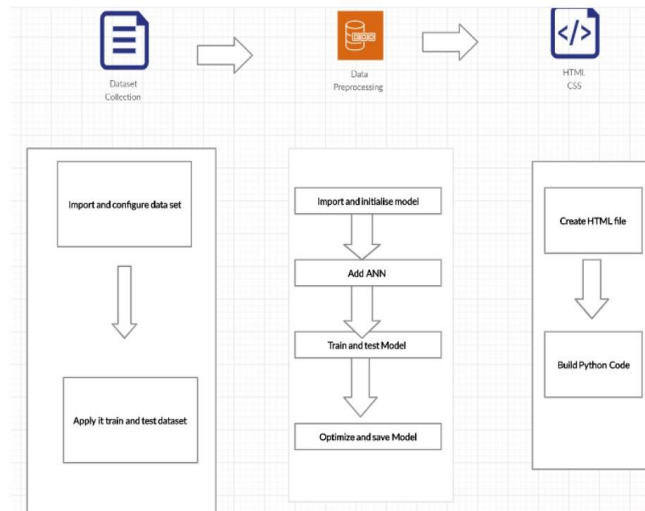 Dataset
Collection
Data
Preprocessing
HTML
CSS
Import and configure data set
Apply it train and test dataset
Import and initialise model
Add ANN
Train and test Model
Optimize and save Model
Create HTML file
Build Python Code